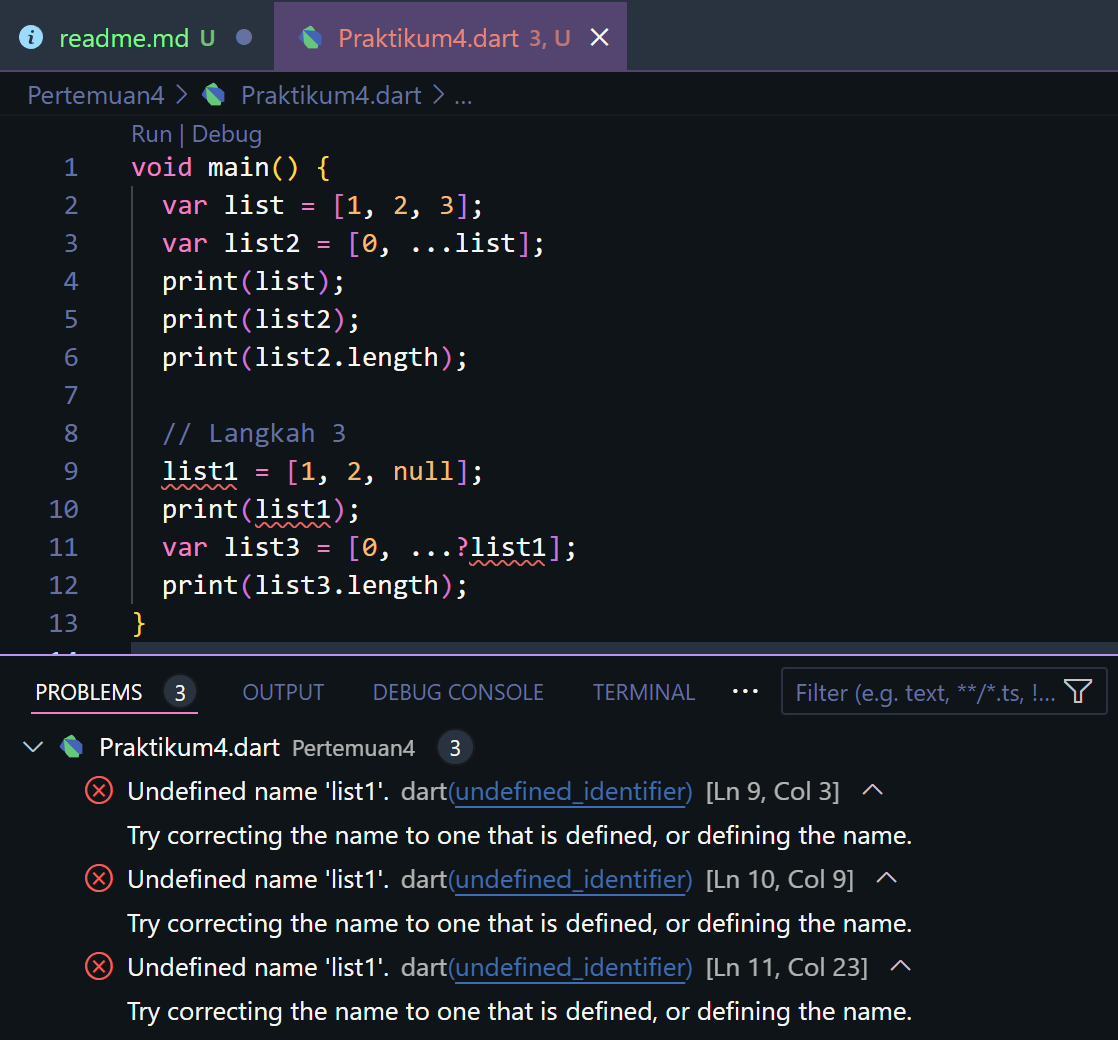 readme.md U
Praktikum4.dart 3, U
Pertemuan4 > Praktikum4.dart > ...
Run | Debug
1 void main() {
2 var list = [1, 2, 3];
3 var list2 = [0, ...list];
4 print(list);
5 print(list2);
6 print(list2.length);
7
8 // Langkah 3
9 list1 = [1, 2, null];
10 print(list1);
11 var list3 = [0, ...?list1];
12 print(list3.length);
13 }
PROBLEMS 3 OUTPUT DEBUG CONSOLE TERMINAL ... Filter (e.g. text, **/*.ts, !...
Praktikum4.dart Pertemuan4 3
Undefined name 'list1'. dart(undefined_identifier) [Ln 9, Col 3]
Try correcting the name to one that is defined, or defining the name.
Undefined name 'list1'. dart(undefined_identifier) [Ln 10, Col 9]
Try correcting the name to one that is defined, or defining the name.
Undefined name 'list1'. dart(undefined_identifier) [Ln 11, Col 23]
Try correcting the name to one that is defined, or defining the name.